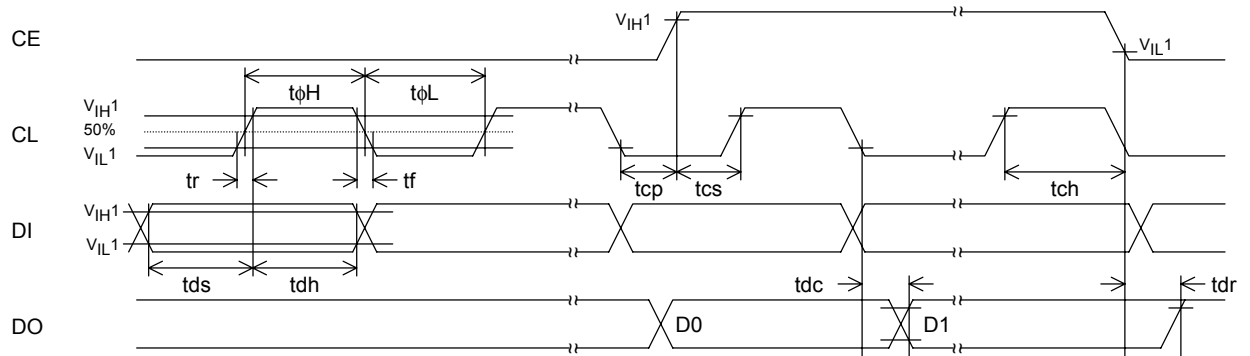 CE
VIH1
VIL1
tφH
tφL
CL
VIH1
50%
VIL1
tr
tf
tcp
tcs
tch
DI
VIH1
VIL1
tds
tdh
tdc
tdr
DO
D0
D1